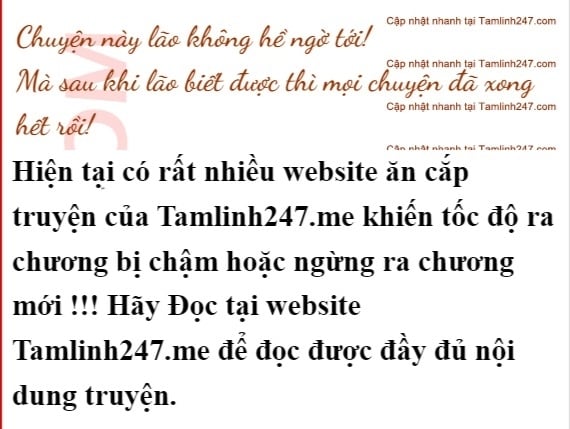 Cập nhật nhanh tại Tamlinh247.com
Chuyện này lão không hề ngờ tới!
Cập nhật nhanh tại Tamlinh247.com
Mà sau khi lão biết được thì mọi chuyện đã xong
Cập nhật nhanh tại Tamlinh247.com
hết rồi!
Cập nhật nhanh tại Tamlinh247.com
Hiện tại có rất nhiều website ăn cắp
truyện của Tamlinh247.me khiến tốc độ ra
chương bị chậm hoặc ngừng ra chương
mới !!! Hãy Đọc tại website
Tamlinh247.me để đọc được đầy đủ nội
dung truyện.